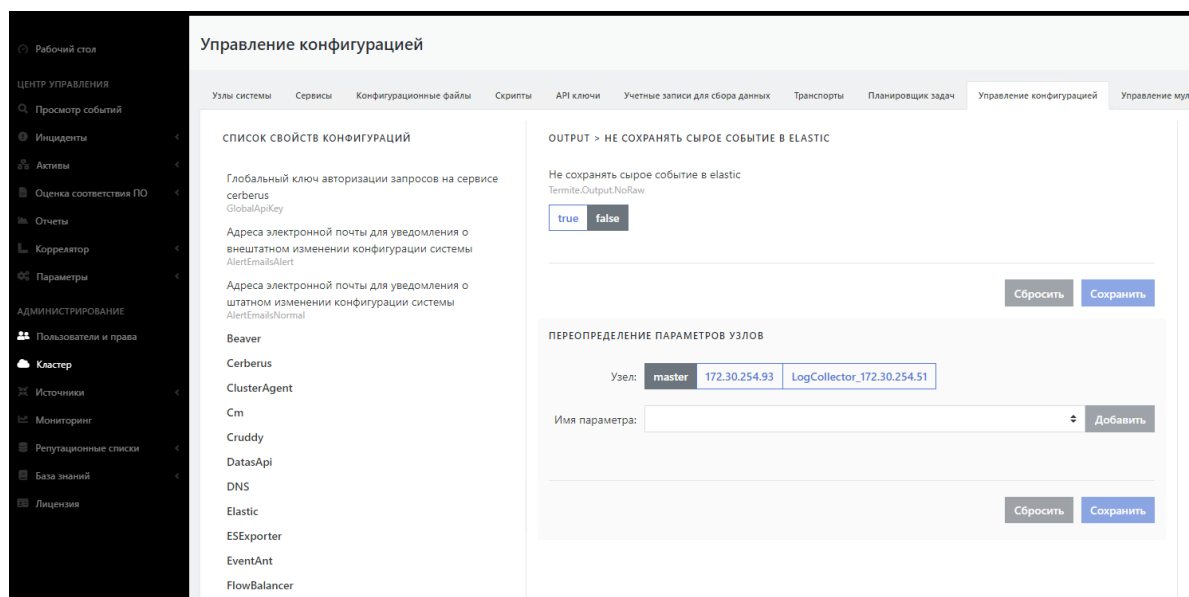 Рабочий стол
ЦЕНТР УПРАВЛЕНИЯ
Просмотр событий
Инциденты
Активы
Оценка соответствия ПО
Отчеты
Коррелятор
Параметры
АДМИНИСТРИРОВАНИЕ
Пользователи и права
Кластер
Источники
Мониторинг
Репутационные списки
База знаний
Лицензия
Управление конфигурацией
Узлы системы Сервисы Конфигурационные файлы Скрипты API ключи Учетные записи для сбора данных Транспорты Планировщик задач Управление конфигурацией Управление мул
СПИСОК СВОЙСТВ КОНФИГУРАЦИЙ
Глобальный ключ авторизации запросов на сервисе
cerberus
GlobalApiKey
Адреса электронной почты для уведомления о
внештатном изменении конфигурации системы
AlertEmailsAlert
Адреса электронной почты для уведомления о
штатном изменении конфигурации системы
AlertEmailsNormal
Beaver
Cerberus
ClusterAgent
Cm
Cruddy
DatasApi
DNS
Elastic
ESExporter
EventAnt
FlowBalancer
OUTPUT > НЕ СОХРАНЯТЬ СЫРОЕ СОБЫТИЕ В ELASTIC
Не сохранять сырое событие в elastic
Termite.Output.NoRaw
true false
Сбросить Сохранить
ПЕРЕОПРЕДЕЛЕНИЕ ПАРАМЕТРОВ УЗЛОВ
Узел: master 172.30.254.93 LogCollector_172.30.254.51
Имя параметра: Добавить
Сбросить Сохранить